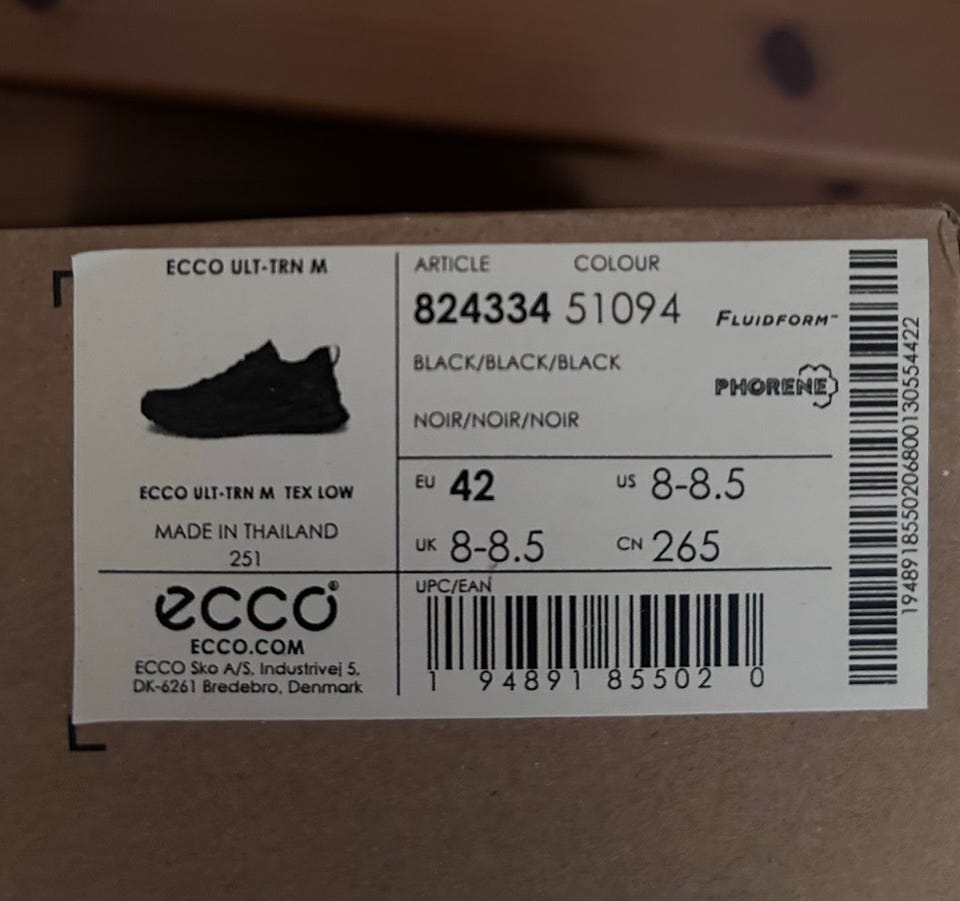 ECCO ULT-TRN M
ECCO ULT-TRN M TEX LOW
MADE IN THAILAND
251
ecco®
ECCO.COM
ECCO Sko A/S, Industrivej 5,
DK-6261 Bredebro, Denmark
ARTICLE COLOUR
824334 51094
BLACK/BLACK/BLACK
NOIR/NOIR/NOIR
FLUIDFORM™
PHORENE
EU 42 US 8-8.5
UK 8-8.5 CN 265
UPC/EAN
1 94891 85502 0
1948918550206800130554422